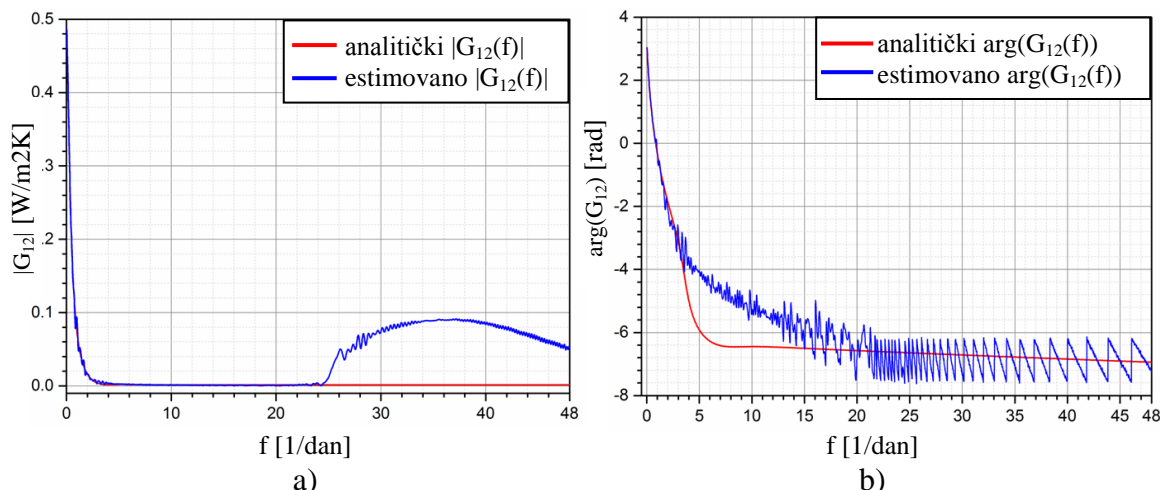 analitički |G12(f)|
estimovano |G12(f)|
|G12| [W/m2K]
0.5
0.4
0.3
0.2
0.1
0.0
0 10 20 30 40 48
f [1/dan]
a)
analitički arg(G12(f))
estimovano arg(G12(f))
arg(G12) [rad]
4
2
0
-2
-4
-6
-8
0 5 10 15 20 25 30 35 40 45 48
f [1/dan]
b)